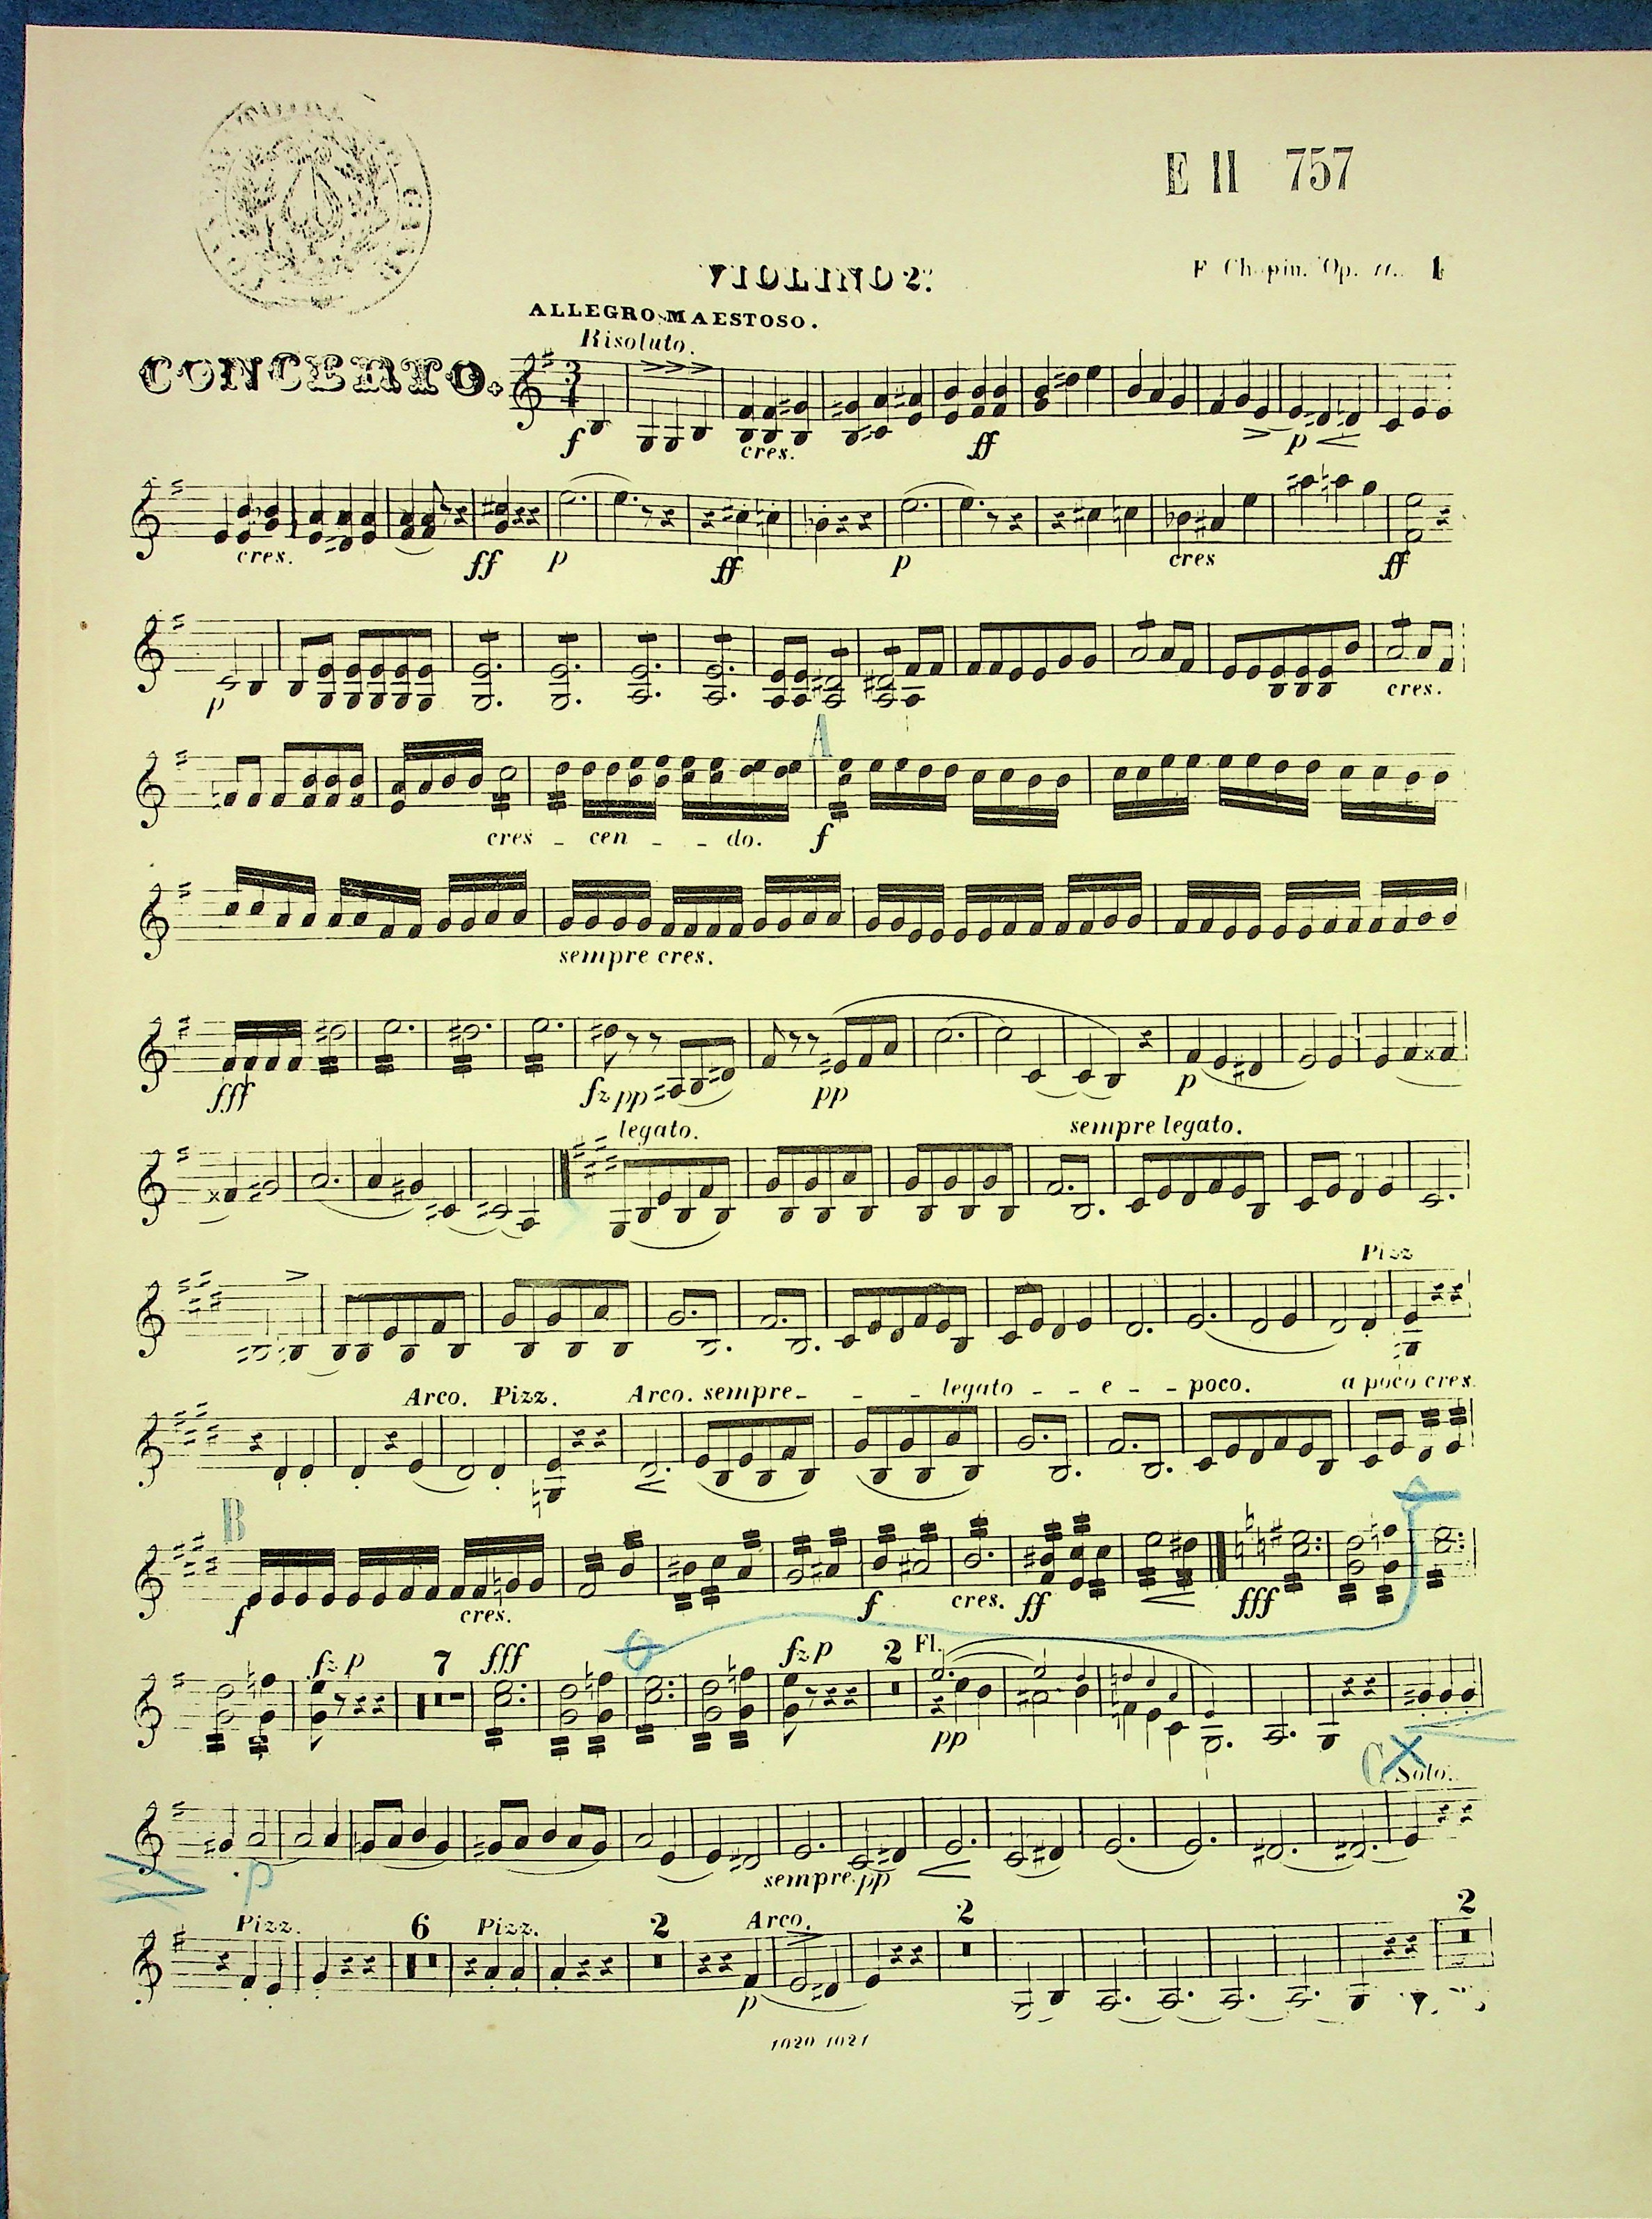 E II 757
VIOLINO 2º.
F. Chopin. Op. 11. 1
ALLEGRO MAESTOSO.
Risoluto.
CONCERTO.
f cres. ff p
cres. ff p ff p cres ff
p cres.
A
cres - cen - - do. f
sempre cres.
fff fz pp pp p
legato. sempre legato.
Pizz
Arco. Pizz. Arco. sempre - - - legato - - e - - poco. a poco cres.
B
f cres. f cres. ff fff
fz p 7 fff fz p 2 Fl.
pp
C Solo.
p sempre pp
Pizz. 6 Pizz. 2 Arco. 2 2
p
1020 1021